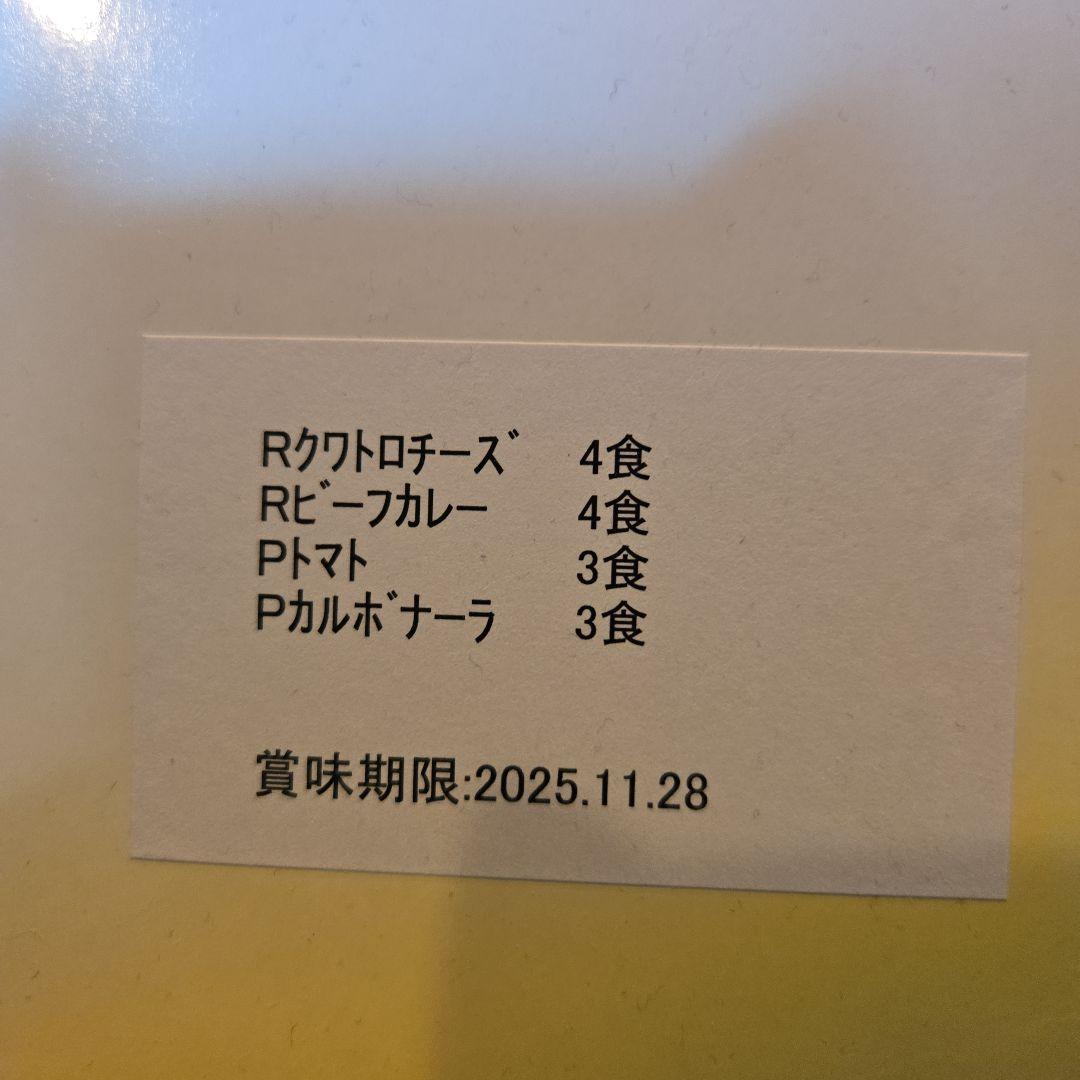 Rｸﾜﾄﾛﾁｰｽﾞ 4食
Rﾋﾞｰﾌｶﾚｰ 4食
Pﾄﾏﾄ 3食
Pｶﾙﾎﾞﾅｰﾗ 3食
賞味期限:2025.11.28